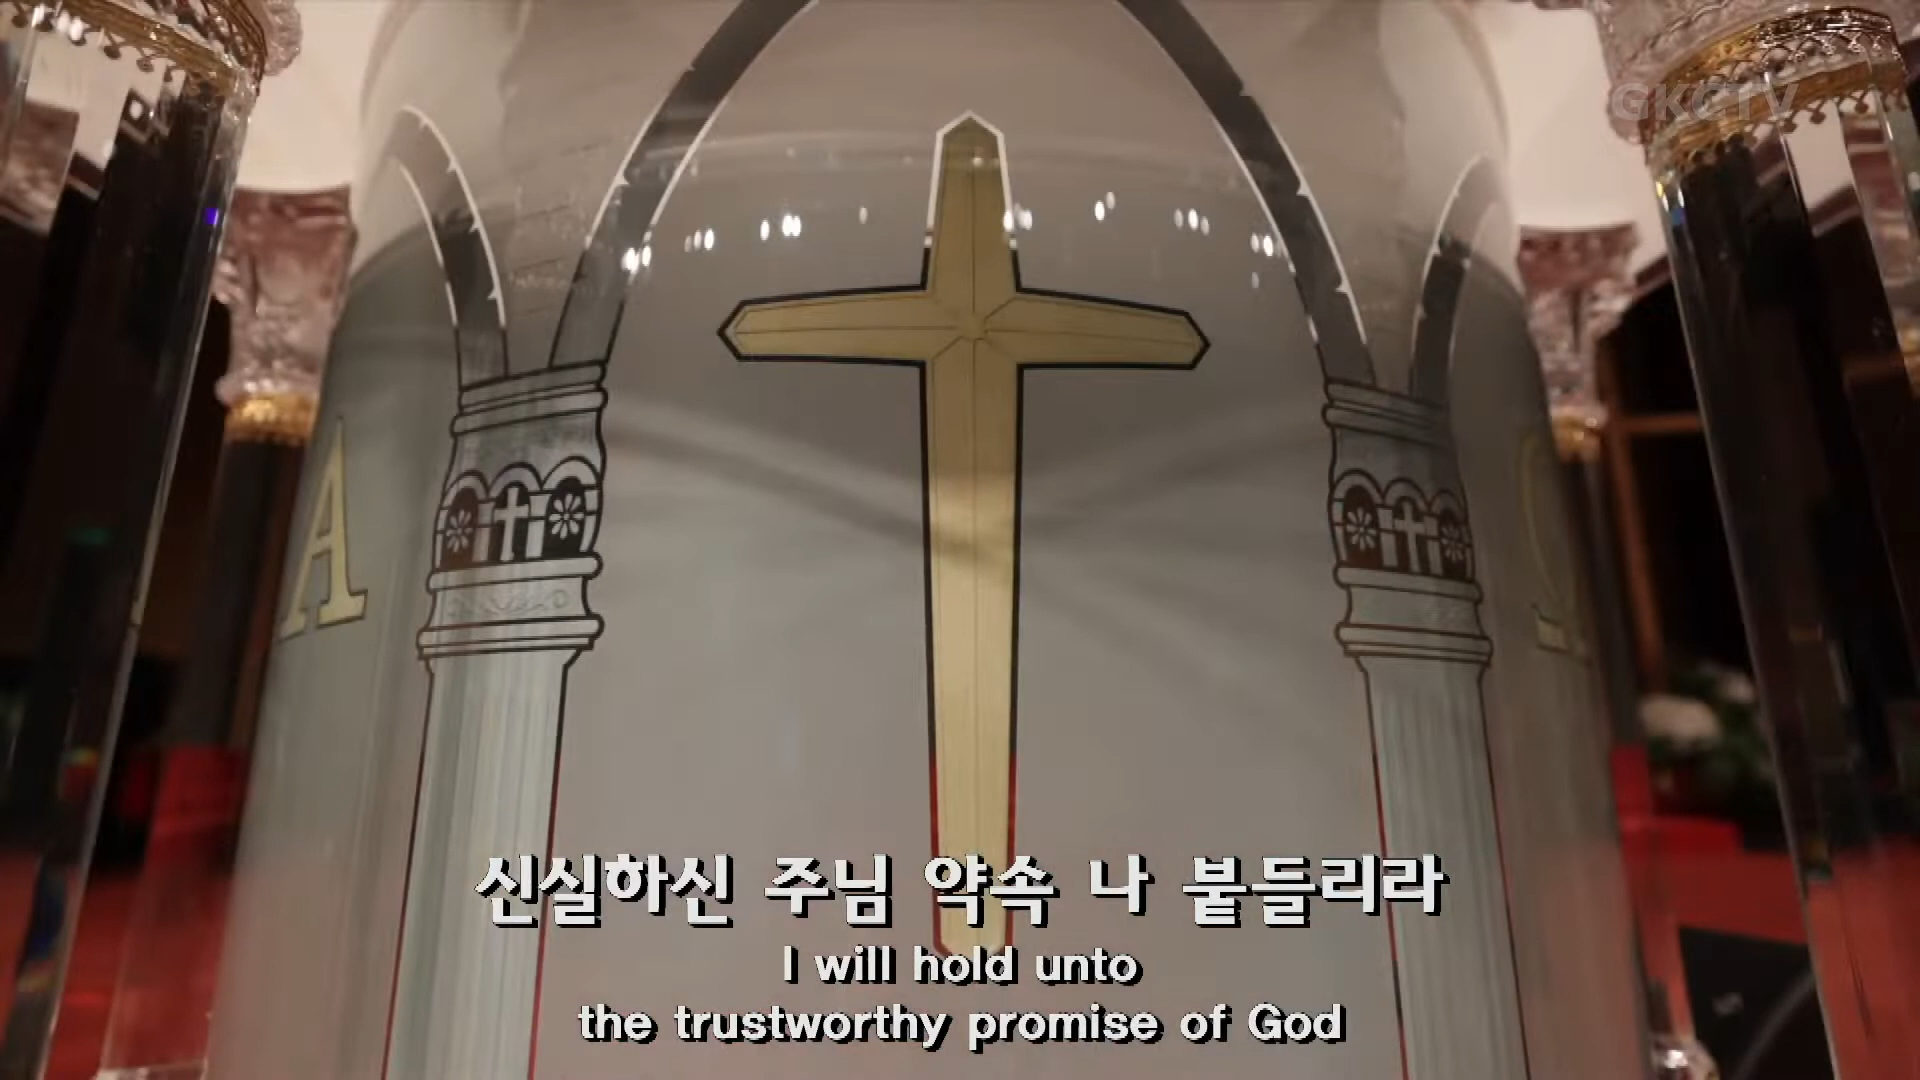 GKCTV
A
Ω
신실하신 주님 약속 나 붙들리라
I will hold unto
the trustworthy promise of God